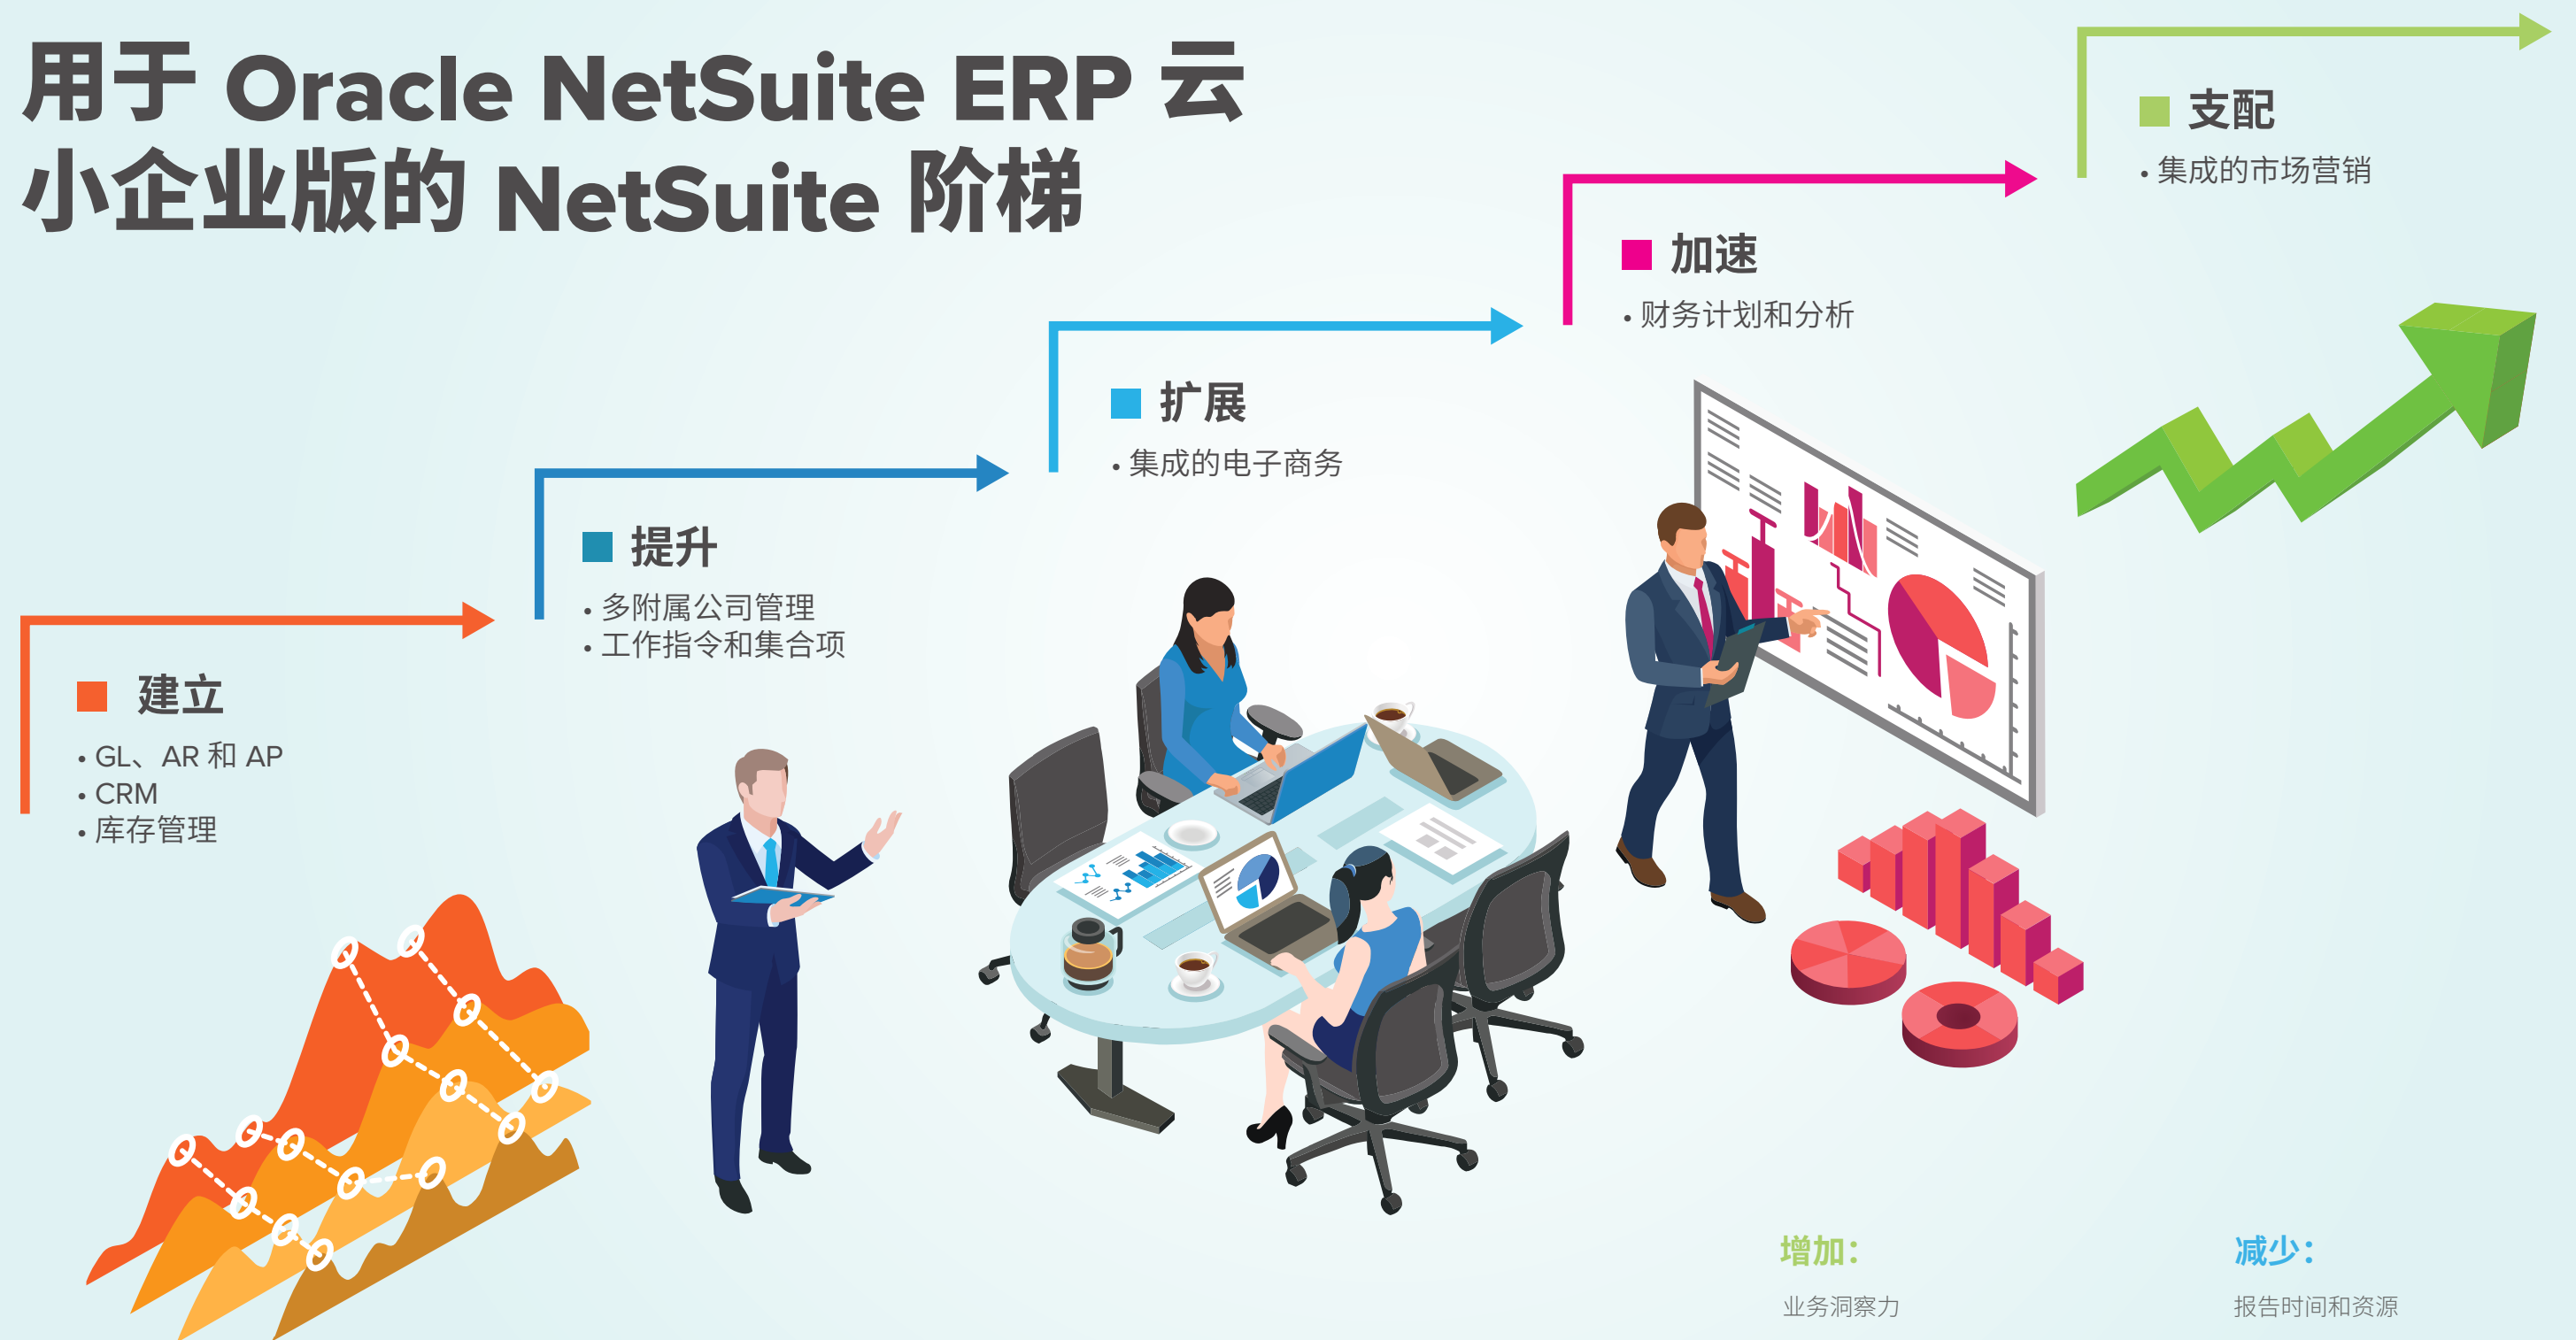 用于 Oracle NetSuite ERP 云
小企业版的 NetSuite 阶梯
建立
• GL、AR 和 AP
• CRM
• 库存管理
提升
• 多附属公司管理
• 工作指令和集合项
扩展
• 集成的电子商务
加速
• 财务计划和分析
支配
• 集成的市场营销
增加：
业务洞察力
减少：
报告时间和资源